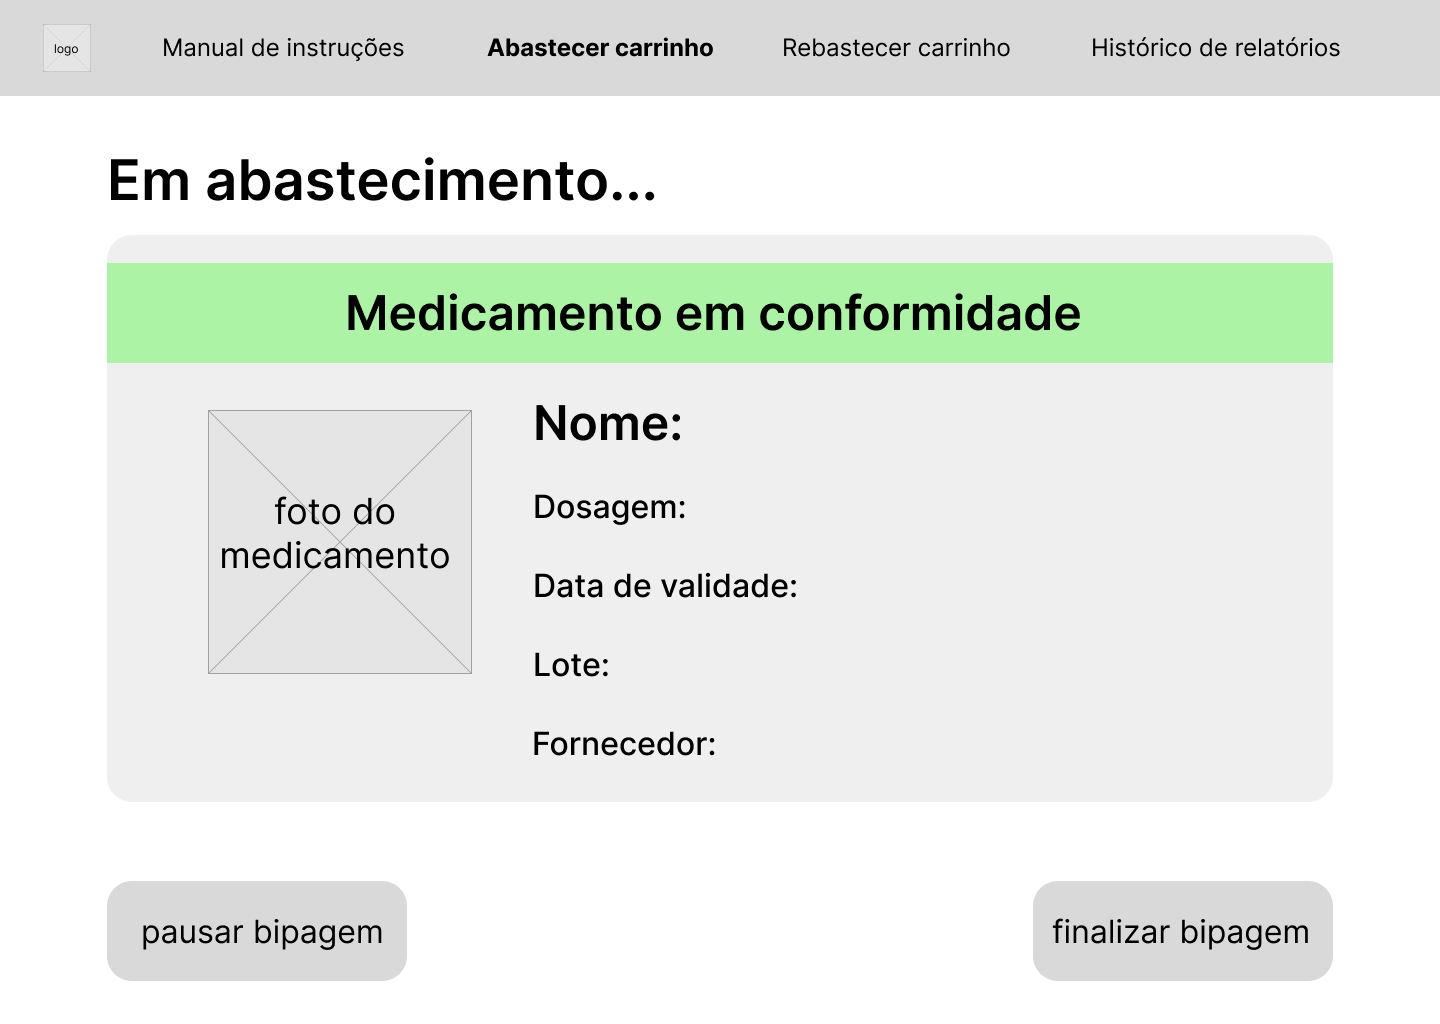 logo
Manual de instruções
Abastecer carrinho
Rebastecer carrinho
Histórico de relatórios
Em abastecimento...
Medicamento em conformidade
foto do
medicamento
Nome:
Dosagem:
Data de validade:
Lote:
Fornecedor:
pausar bipagem
finalizar bipagem